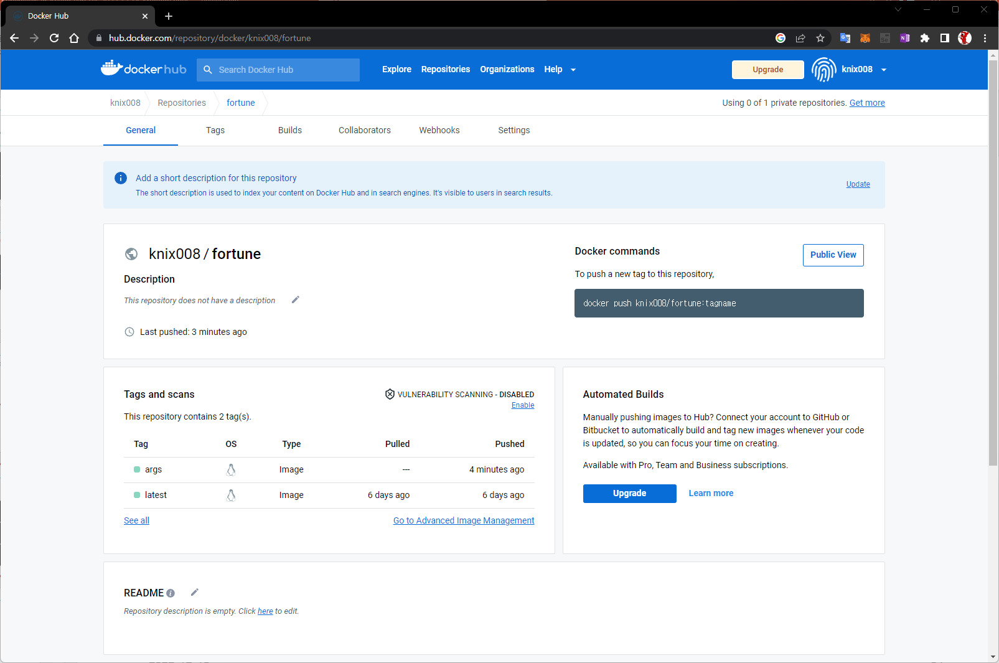 Docker Hub
hub.docker.com/repository/docker/knix008/fortune
dockerhub
Search Docker Hub
Explore
Repositories
Organizations
Help
Upgrade
knix008
knix008
Repositories
fortune
Using 0 of 1 private repositories. Get more
General
Tags
Builds
Collaborators
Webhooks
Settings
Add a short description for this repository
The short description is used to index your content on Docker Hub and in search engines. It's visible to users in search results.
Update
knix008 / fortune
Description
This repository does not have a description
Last pushed: 3 minutes ago
Docker commands
Public View
To push a new tag to this repository,
docker push knix008/fortune:tagname
Tags and scans
VULNERABILITY SCANNING - DISABLED
Enable
This repository contains 2 tag(s).
Tag OS Type Pulled Pushed
args Image --- 4 minutes ago
latest Image 6 days ago 6 days ago
See all
Go to Advanced Image Management
Automated Builds
Manually pushing images to Hub? Connect your account to GitHub or
Bitbucket to automatically build and tag new images whenever your code
is updated, so you can focus your time on creating.
Available with Pro, Team and Business subscriptions.
Upgrade
Learn more
README
Repository description is empty. Click here to edit.